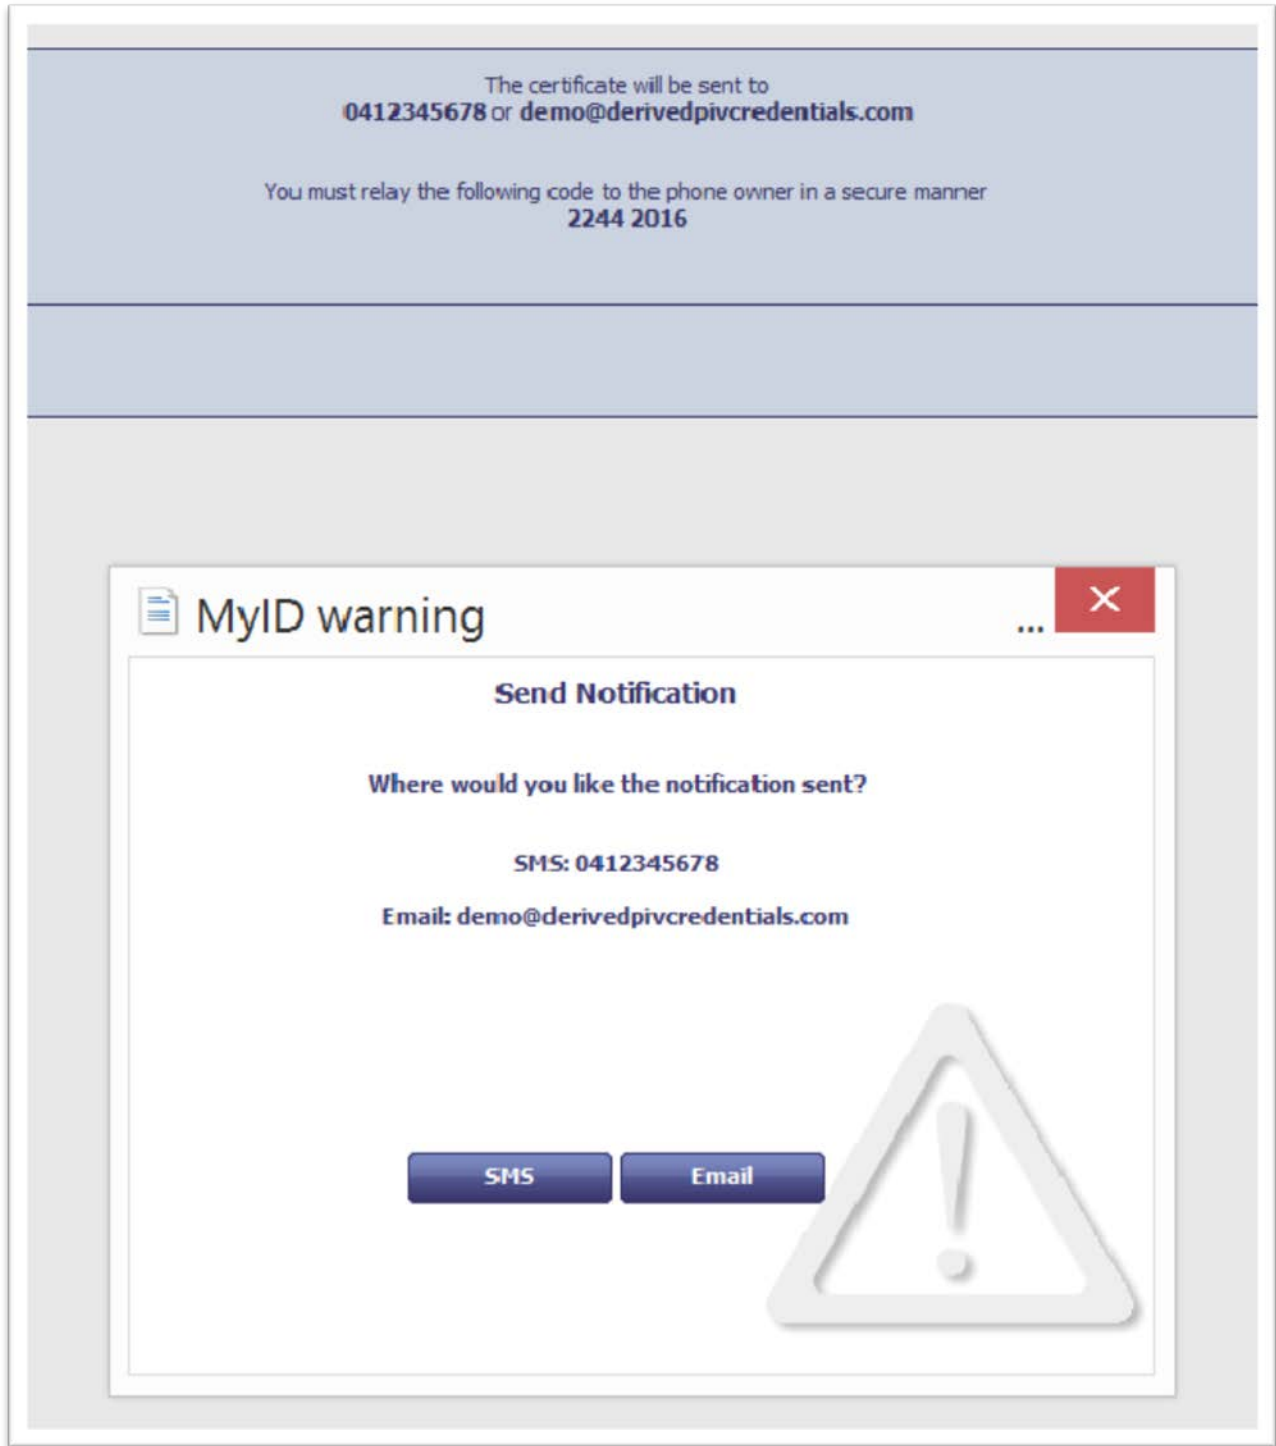 The certificate will be sent to
0412345678 or demo@derivedpivcredentials.com
You must relay the following code to the phone owner in a secure manner
2244 2016
MyID warning ...
Send Notification
Where would you like the notification sent?
SMS: 0412345678
Email: demo@derivedpivcredentials.com
SMS Email